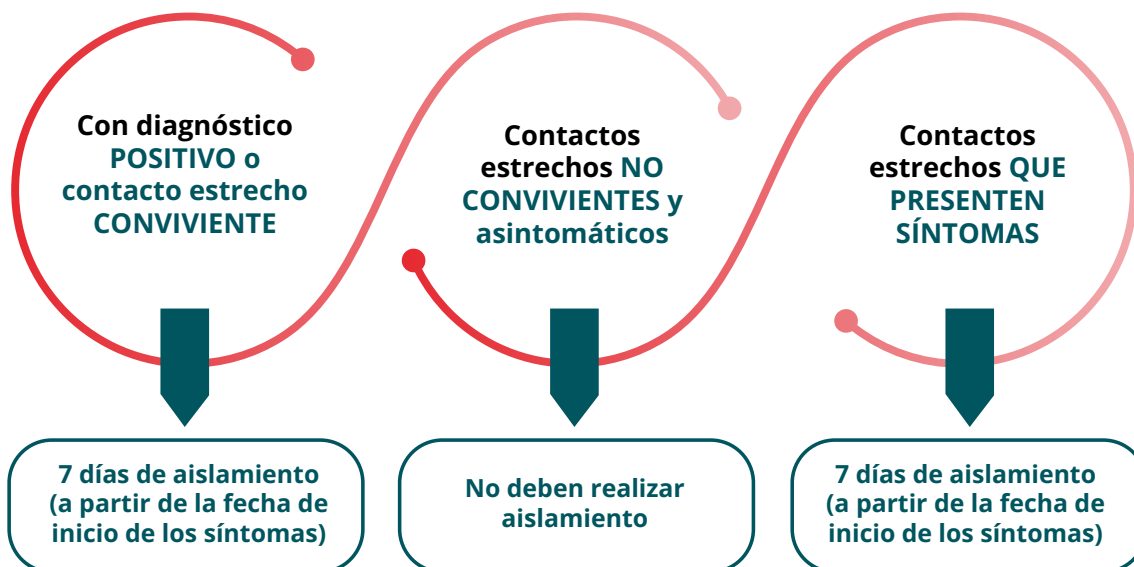 Con diagnóstico
POSITIVO o
contacto estrecho
CONVIVIENTE
Contactos
estrechos NO
CONVIVIENTES y
asintomáticos
Contactos
estrechos QUE
PRESENTEN
SÍNTOMAS
7 días de aislamiento
(a partir de la fecha de
inicio de los síntomas)
No deben realizar
aislamiento
7 días de aislamiento
(a partir de la fecha de
inicio de los síntomas)